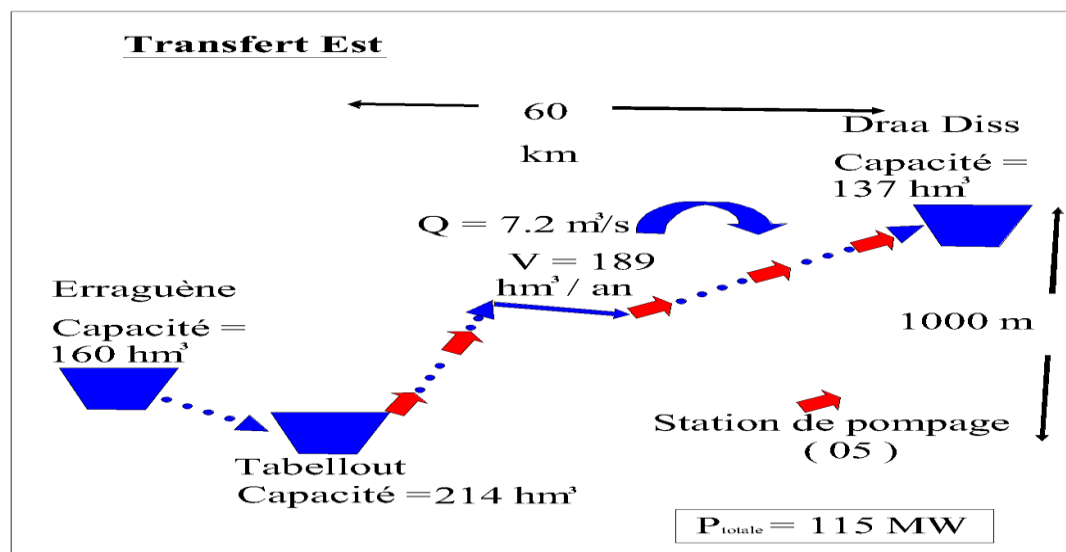 Transfert Est
60
km
Draa Diss
Capacité =
137 hm³
Q = 7.2 m³/s
V = 189
hm³ / an
Erraguène
Capacité =
160 hm³
1000 m
Station de pompage
( 05 )
Tabellout
Capacité =214 hm³
Ptotale = 115 MW